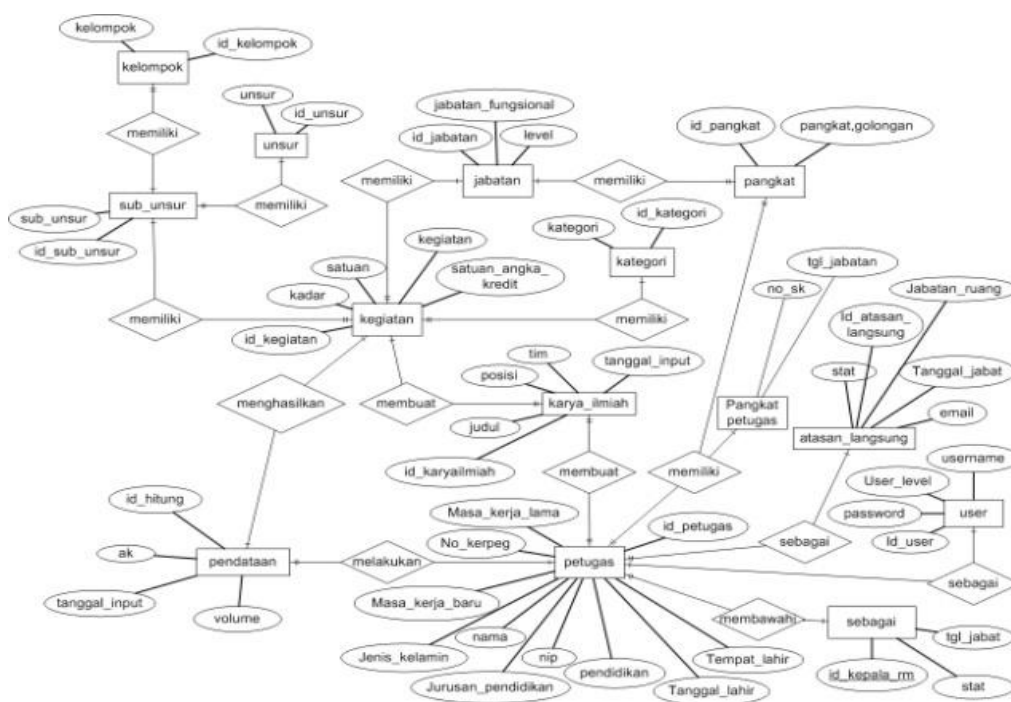 kelompok
id_kelompok
kelompok
unsur
id_unsur
memiliki
unsur
jabatan_fungsional
id_jabatan
level
id_pangkat
pangkat,golongan
memiliki
jabatan
memiliki
pangkat
sub_unsur
memiliki
sub_unsur
id_sub_unsur
kategori
id_kategori
kegiatan
satuan
satuan_angka_
kredit
kategori
tgl_jabatan
no_sk
kadar
memiliki
kegiatan
memiliki
id_kegiatan
Jabatan_ruang
Id_atasan_
langsung
stat
Tanggal_jabat
email
tim
tanggal_input
posisi
menghasilkan
membuat
karya_ilmiah
Pangkat
petugas
judul
atasan_langsung
id_karyailmiah
membuat
memiliki
username
User_level
id_hitung
Masa_kerja_lama
id_petugas
password
user
No_kerpeg
sebagai
Id_user
ak
pendataan
melakukan
petugas
sebagai
tanggal_input
volume
Masa_kerja_baru
nama
membawahi
sebagai
tgl_jabat
Jenis_kelamin
nip
pendidikan
Tempat_lahir
id_kepala_rm
Jurusan_pendidikan
Tanggal_lahir
stat